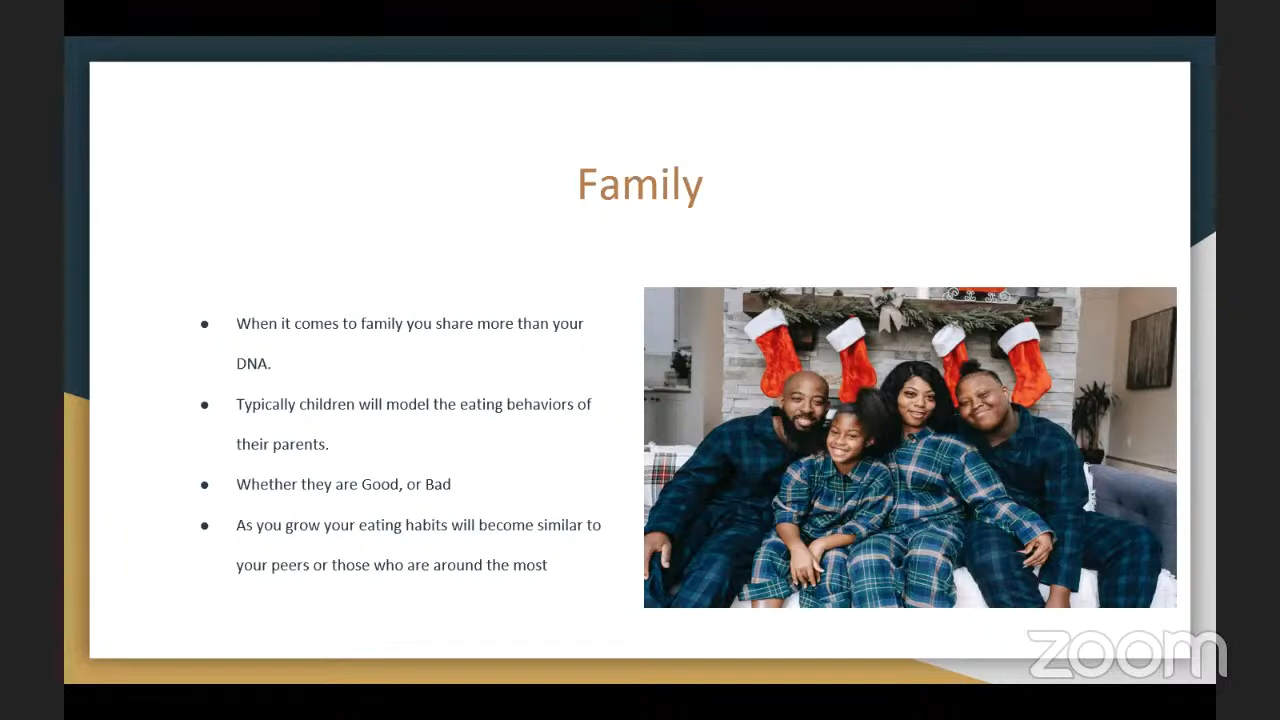 Family
● When it comes to family you share more than your
DNA.
● Typically children will model the eating behaviors of
their parents.
● Whether they are Good, or Bad
● As you grow your eating habits will become similar to
your peers or those who are around the most
zoom